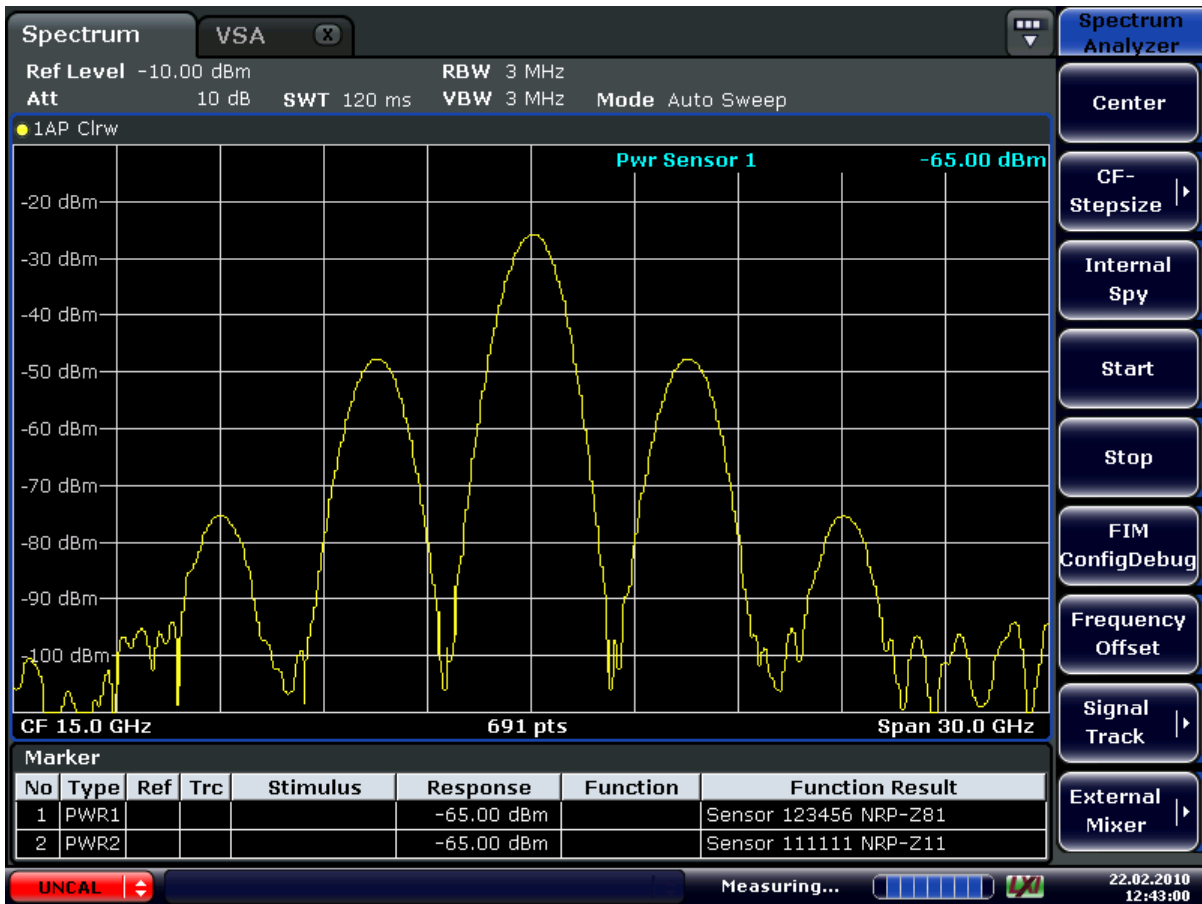 Spectrum
VSA
X
Spectrum Analyzer
Ref Level -10.00 dBm RBW 3 MHz
Att 10 dB SWT 120 ms VBW 3 MHz Mode Auto Sweep
1AP Clrw
Pwr Sensor 1 -65.00 dBm
-20 dBm
-30 dBm
-40 dBm
-50 dBm
-60 dBm
-70 dBm
-80 dBm
-90 dBm
-100 dBm
CF 15.0 GHz 691 pts Span 30.0 GHz
Marker
No Type Ref Trc Stimulus Response Function Function Result
1 PWR1 -65.00 dBm Sensor 123456 NRP-Z81
2 PWR2 -65.00 dBm Sensor 111111 NRP-Z11
UNCAL Measuring... LXI 22.02.2010
12:43:00
Center
CF-
Stepsize
Internal
Spy
Start
Stop
FIM
ConfigDebug
Frequency
Offset
Signal
Track
External
Mixer